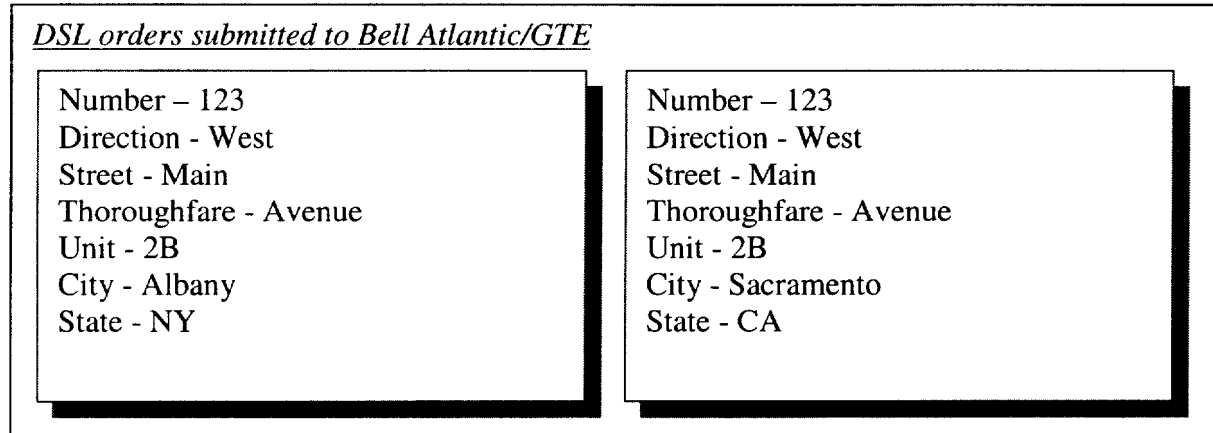 DSL orders submitted to Bell Atlantic/GTE
Number – 123
Direction - West
Street - Main
Thoroughfare - Avenue
Unit - 2B
City - Albany
State - NY
Number – 123
Direction - West
Street - Main
Thoroughfare - Avenue
Unit - 2B
City - Sacramento
State - CA